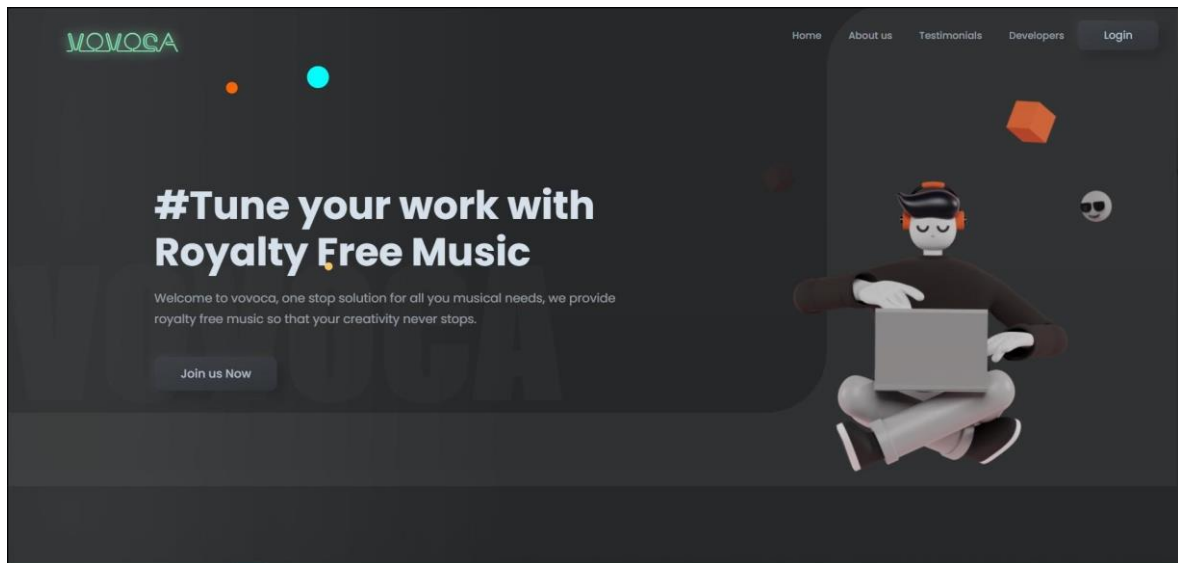 VOVOCA
Home About us Testimonials Developers Login
#Tune your work with
Royalty Free Music
Welcome to vovoca, one stop solution for all you musical needs, we provide
royalty free music so that your creativity never stops.
VOVOCA
Join us Now